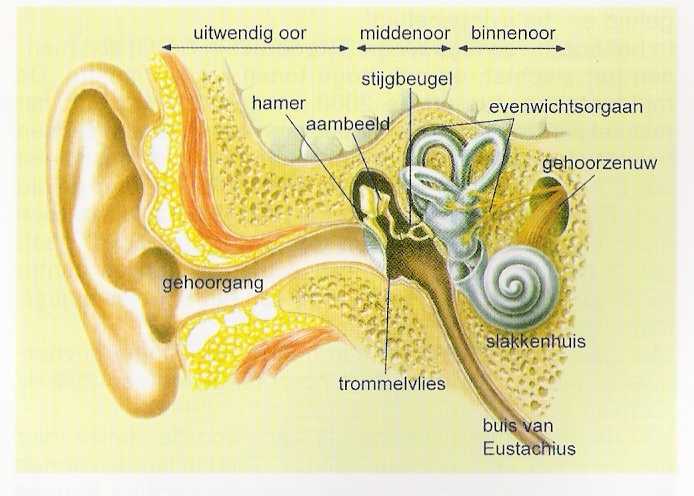 uitwendig oor
middenoor
binnenoor
stijgbeugel
hamer
aambeeld
evenwichtsorgaan
gehoorzenuw
gehoorgang
slakkenhuis
trommelvlies
buis van
Eustachius